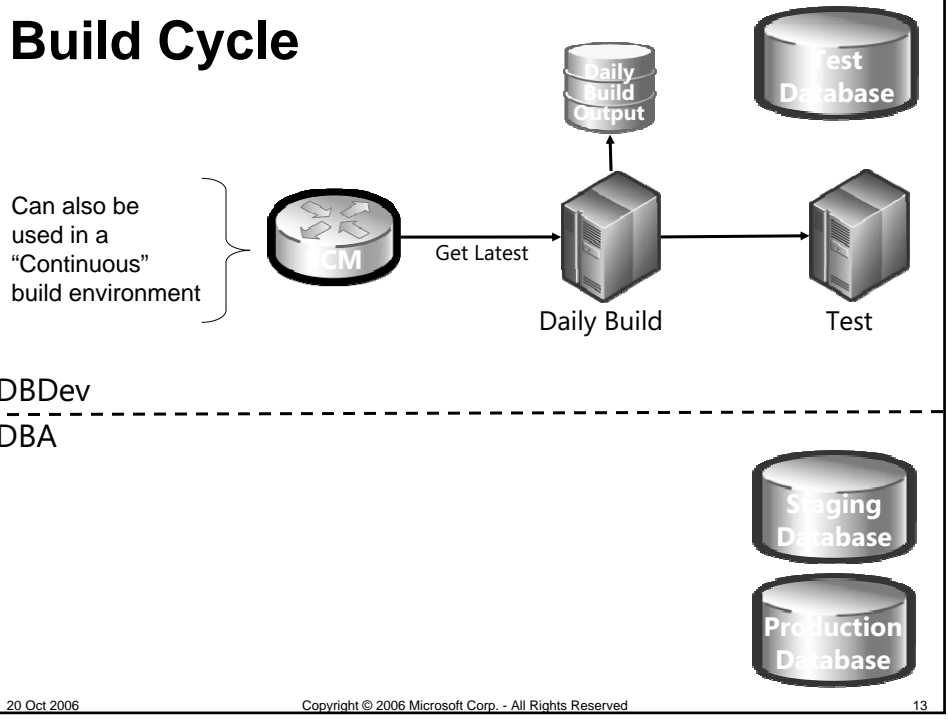 Build Cycle
Daily
Build
Output
Test
Database
Can also be
used in a
“Continuous”
build environment
SCM
Get Latest
Daily Build
Test
DBDev
DBA
Staging
Database
Production
Database
20 Oct 2006
Copyright © 2006 Microsoft Corp. - All Rights Reserved
13